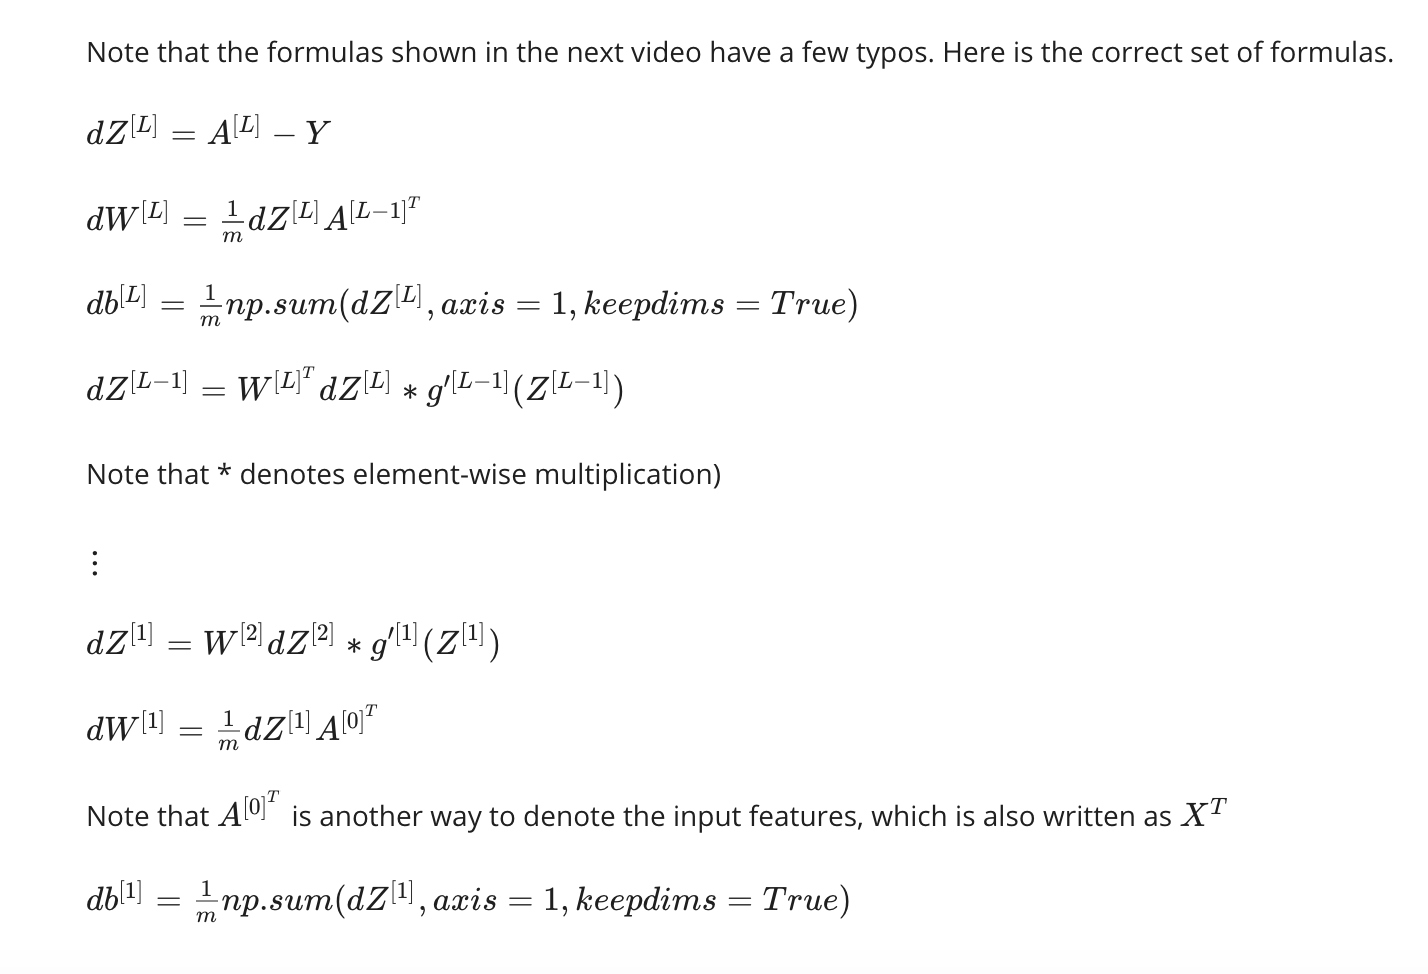 Note that the formulas shown in the next video have a few typos. Here is the correct set of formulas.
$dZ^{[L]} = A^{[L]} - Y$
$dW^{[L]} = \frac{1}{m} dZ^{[L]} A^{[L-1]^T}$
$db^{[L]} = \frac{1}{m} np.sum(dZ^{[L]}, axis = 1, keepdims = True)$
$dZ^{[L-1]} = W^{[L]^T} dZ^{[L]} * g'^{[L-1]}(Z^{[L-1]})$
Note that * denotes element-wise multiplication)
⋮
$dZ^{[1]} = W^{[2]} dZ^{[2]} * g'^{[1]}(Z^{[1]})$
$dW^{[1]} = \frac{1}{m} dZ^{[1]} A^{[0]^T}$
Note that $A^{[0]^T}$ is another way to denote the input features, which is also written as $X^T$
$db^{[1]} = \frac{1}{m} np.sum(dZ^{[1]}, axis = 1, keepdims = True)$